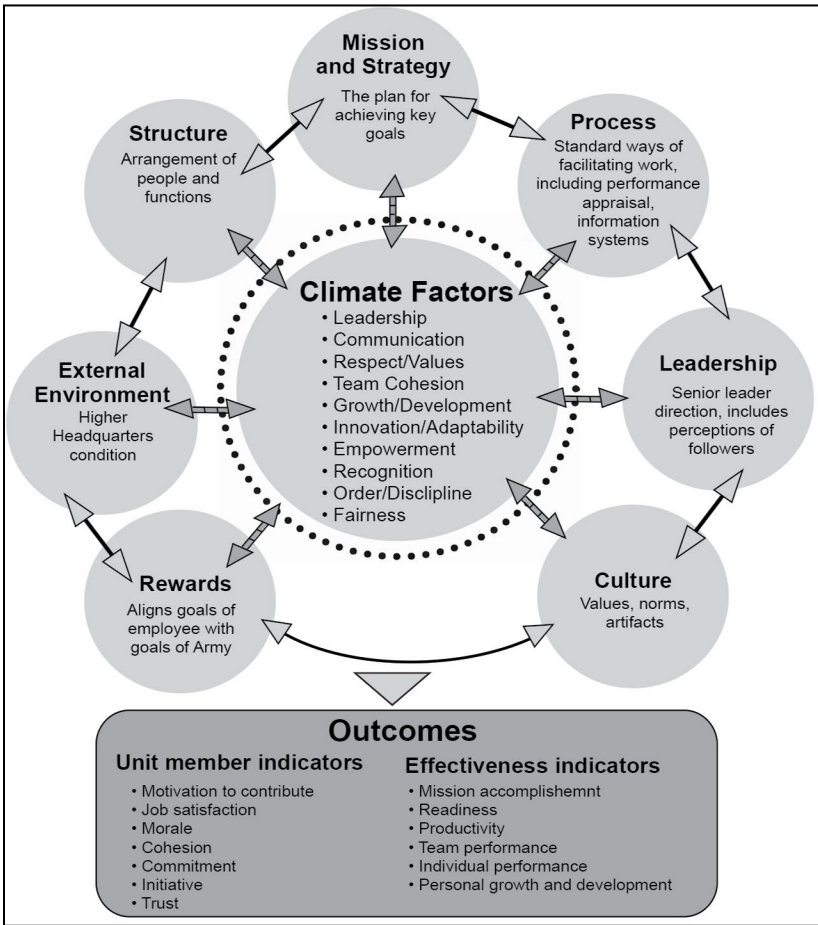 Mission
and Strategy
The plan for
achieving key
goals
Structure
Arrangement of
people and
functions
Process
Standard ways of
facilitating work,
including performance
appraisal,
information
systems
Climate Factors
• Leadership
• Communication
• Respect/Values
• Team Cohesion
• Growth/Development
• Innovation/Adaptability
• Empowerment
• Recognition
• Order/Discipline
• Fairness
External
Environment
Higher
Headquarters
condition
Leadership
Senior leader
direction, includes
perceptions of
followers
Rewards
Aligns goals of
employee with
goals of Army
Culture
Values, norms,
artifacts
Outcomes
Unit member indicators
• Motivation to contribute
• Job satisfaction
• Morale
• Cohesion
• Commitment
• Initiative
• Trust
Effectiveness indicators
• Mission accomplishemnt
• Readiness
• Productivity
• Team performance
• Individual performance
• Personal growth and development